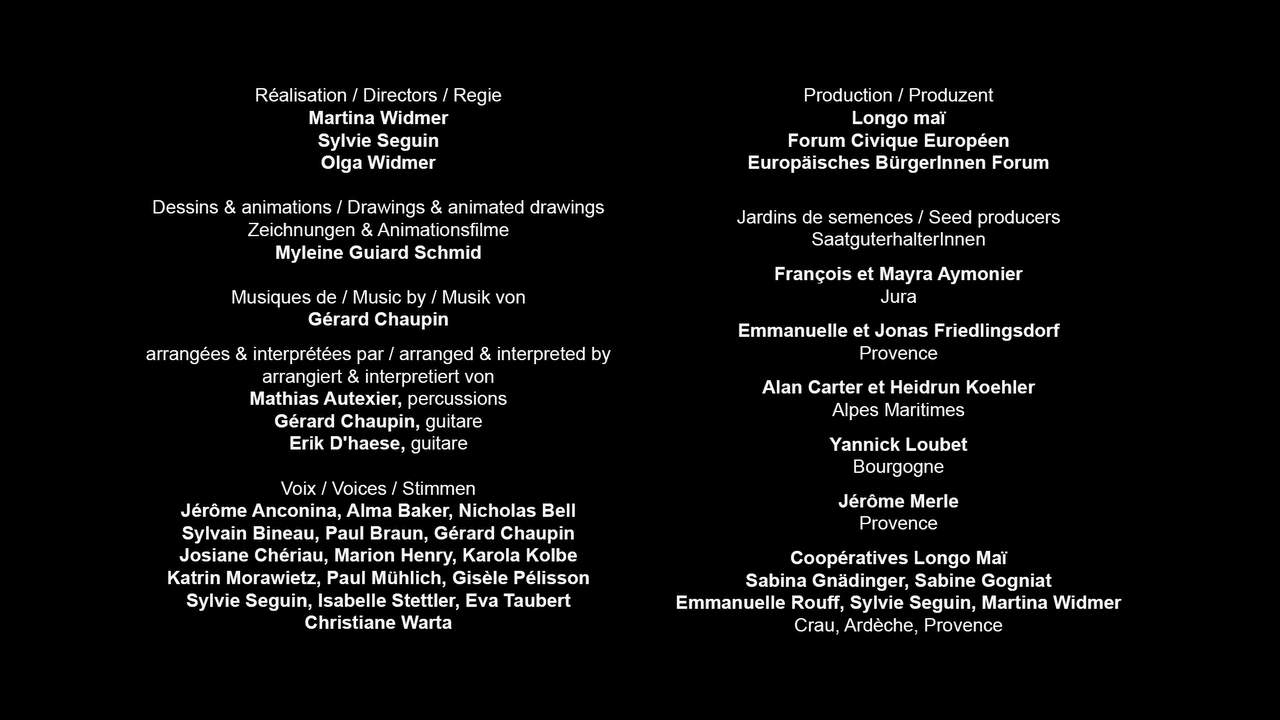 Réalisation / Directors / Regie
Martina Widmer
Sylvie Seguin
Olga Widmer
Dessins & animations / Drawings & animated drawings
Zeichnungen & Animationsfilme
Myleine Guiard Schmid
Musiques de / Music by / Musik von
Gérard Chaupin
arrangées & interprétées par / arranged & interpreted by
arrangiert & interpretiert von
Mathias Autexier, percussions
Gérard Chaupin, guitare
Erik D'haese, guitare
Voix / Voices / Stimmen
Jérôme Anconina, Alma Baker, Nicholas Bell
Sylvain Bineau, Paul Braun, Gérard Chaupin
Josiane Chériau, Marion Henry, Karola Kolbe
Katrin Morawietz, Paul Mühlich, Gisèle Pélisson
Sylvie Seguin, Isabelle Stettler, Eva Taubert
Christiane Warta
Production / Produzent
Longo maï
Forum Civique Européen
Europäisches BürgerInnen Forum
Jardins de semences / Seed producers
SaatguterhalterInnen
François et Mayra Aymonier
Jura
Emmanuelle et Jonas Friedlingsdorf
Provence
Alan Carter et Heidrun Koehler
Alpes Maritimes
Yannick Loubet
Bourgogne
Jérôme Merle
Provence
Coopératives Longo Maï
Sabina Gnädinger, Sabine Gogniat
Emmanuelle Rouff, Sylvie Seguin, Martina Widmer
Crau, Ardèche, Provence